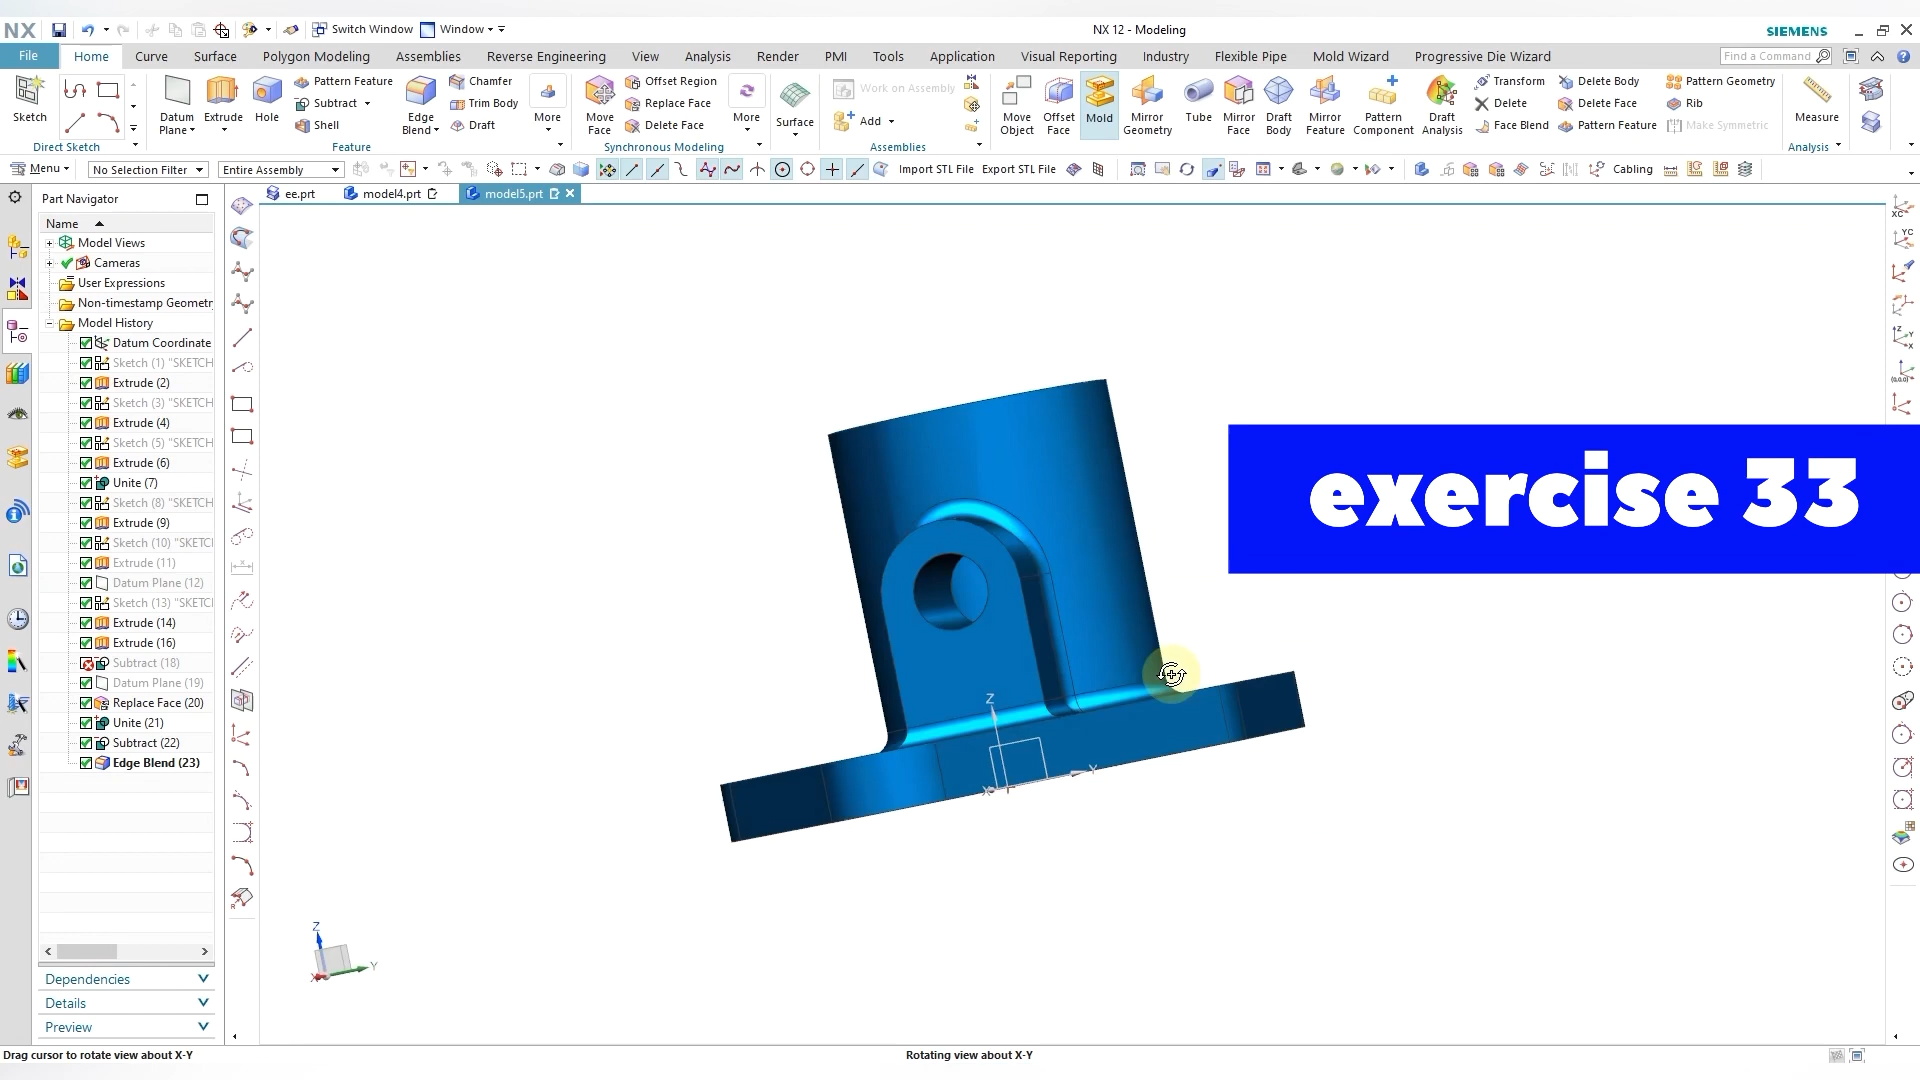 NX
Switch Window
Window
NX 12 - Modeling
SIEMENS
File
Home
Curve
Surface
Polygon Modeling
Assemblies
Reverse Engineering
View
Analysis
Render
PMI
Tools
Application
Visual Reporting
Industry
Flexible Pipe
Mold Wizard
Progressive Die Wizard
Find a Command
Sketch
Direct Sketch
Datum Plane
Extrude
Hole
Pattern Feature
Subtract
Shell
Edge Blend
Chamfer
Trim Body
Draft
More
Feature
Move Face
Offset Region
Replace Face
Delete Face
More
Synchronous Modeling
Surface
Work on Assembly
Add
Assemblies
Move Object
Offset Face
Mold
Mirror Geometry
Tube
Mirror Face
Draft Body
Mirror Feature
Pattern Component
Draft Analysis
Transform
Delete
Face Blend
Delete Body
Delete Face
Pattern Feature
Pattern Geometry
Rib
Make Symmetric
Measure
Analysis
Menu
No Selection Filter
Entire Assembly
Import STL File
Export STL File
Cabling
Part Navigator
ee.prt
model4.prt
model5.prt
Name
Model Views
Cameras
User Expressions
Non-timestamp Geometr
Model History
Datum Coordinate
Sketch (1) "SKETCH
Extrude (2)
Sketch (3) "SKETCH
Extrude (4)
Sketch (5) "SKETCH
Extrude (6)
Unite (7)
Sketch (8) "SKETCH
Extrude (9)
Sketch (10) "SKETC
Extrude (11)
Datum Plane (12)
Sketch (13) "SKETC
Extrude (14)
Extrude (16)
Subtract (18)
Datum Plane (19)
Replace Face (20)
Unite (21)
Subtract (22)
Edge Blend (23)
Dependencies
Details
Preview
exercise 33
Z
Y
X
Z
Y
X
XC
YC
Drag cursor to rotate view about X-Y
Rotating view about X-Y